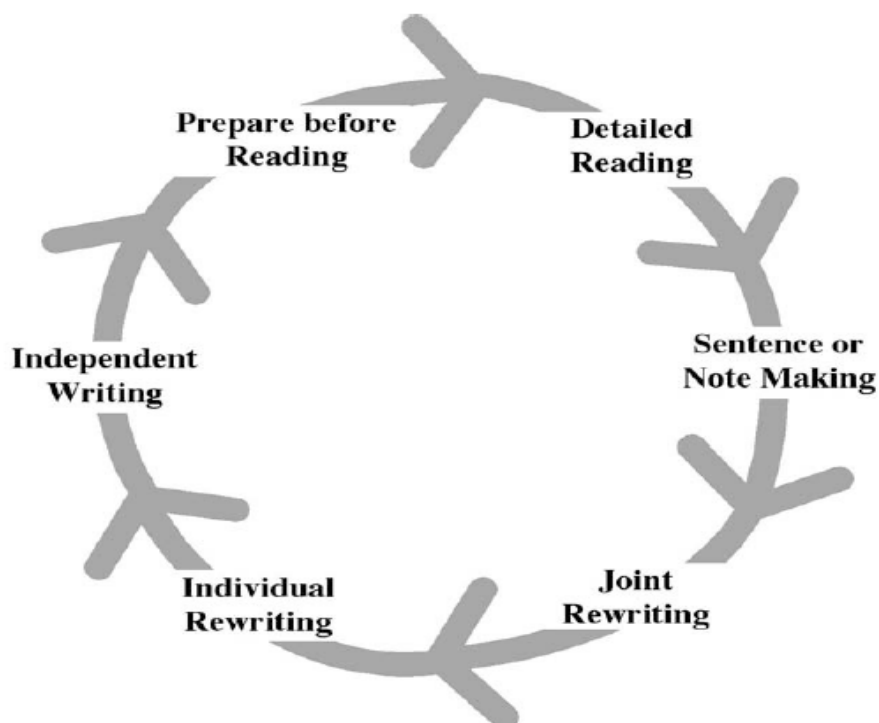 Prepare before
Reading
Detailed
Reading
Sentence or
Note Making
Joint
Rewriting
Individual
Rewriting
Independent
Writing